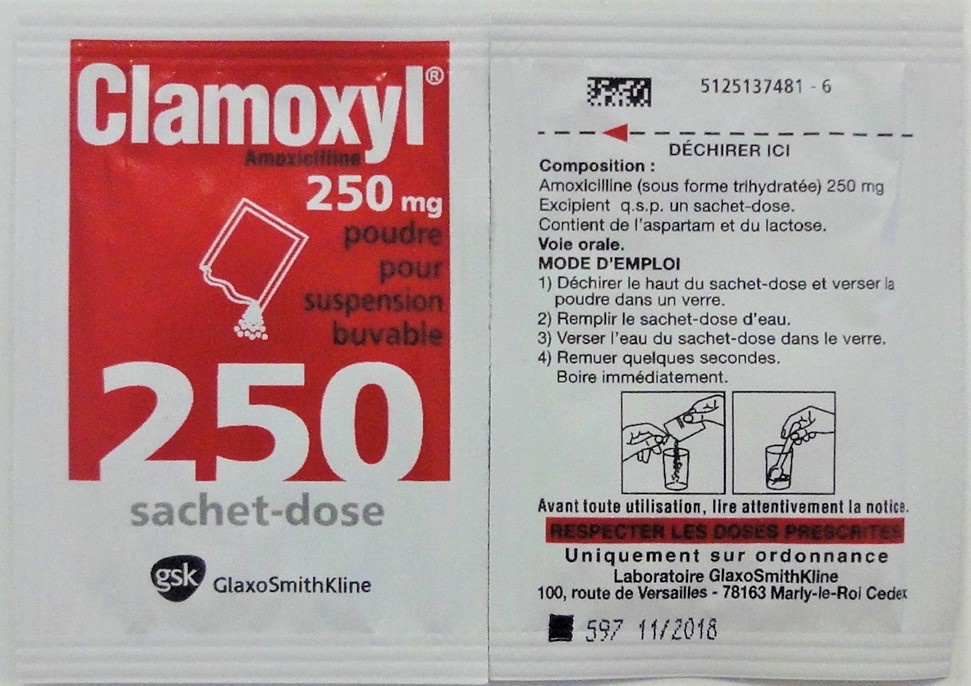 Clamoxyl®
Amoxicilline
250 mg
poudre
pour
suspension
buvable
250
sachet-dose
gsk GlaxoSmithKline
5125137481 - 6
DÉCHIRER ICI
Composition :
Amoxicilline (sous forme trihydratée) 250 mg
Excipient q.s.p. un sachet-dose.
Contient de l'aspartam et du lactose.
Voie orale.
MODE D'EMPLOI
1) Déchirer le haut du sachet-dose et verser la
poudre dans un verre.
2) Remplir le sachet-dose d'eau.
3) Verser l'eau du sachet-dose dans le verre.
4) Remuer quelques secondes.
Boire immédiatement.
Avant toute utilisation, lire attentivement la notice.
RESPECTER LES DOSES PRESCRITES
Uniquement sur ordonnance
Laboratoire GlaxoSmithKline
100, route de Versailles - 78163 Marly-le-Roi Cedex
597 11/2018